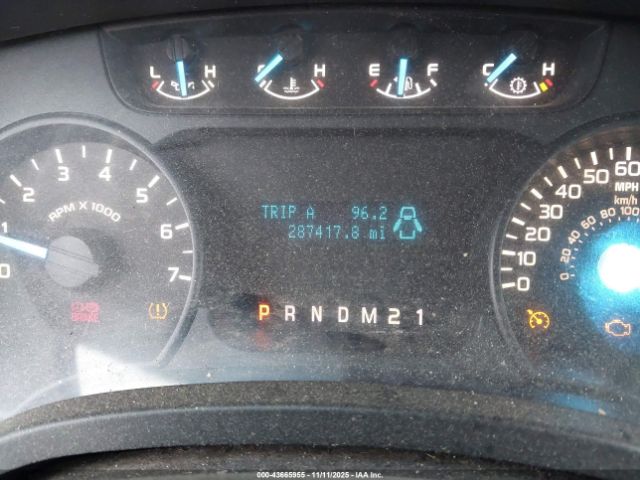 L H C H E F C H
1 2 3 4 5 6 7
0
RPM X 1000
TRIP A 96.2
287417.8 mi
P R N D M 2 1
0 10 20 30 40 50 60
MPH
km/h
0 20 40 60 80 100
© 43665955 - 11/11/2025 - IAA Inc.